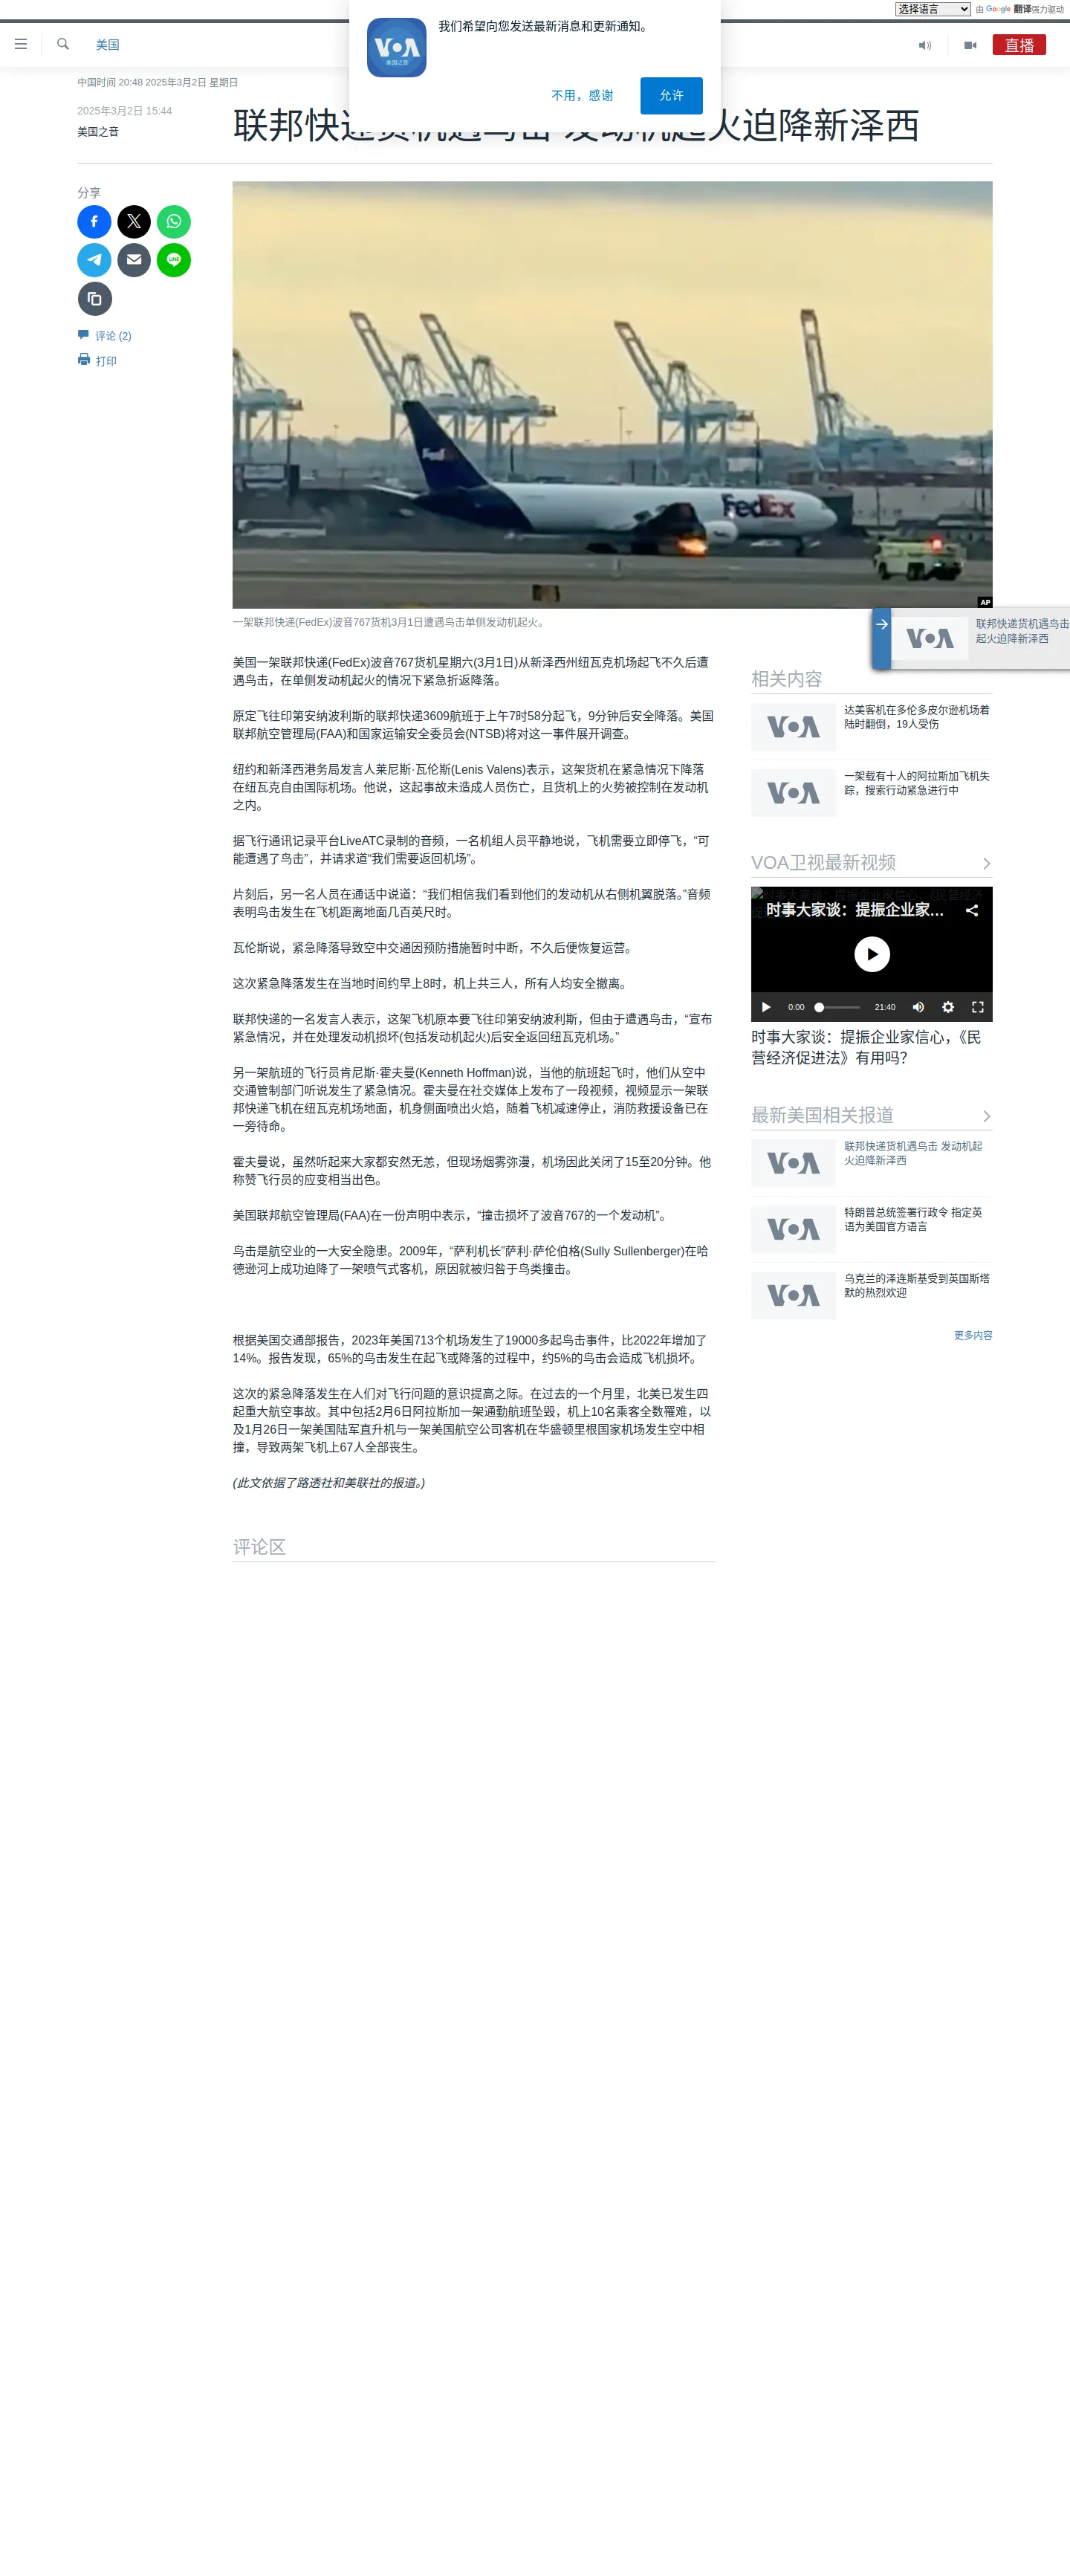 选择语言 由 Google 翻译强力驱动
我们希望向您发送最新消息和更新通知。
VOA
美国之音
不用，感谢
允许
美国
直播
中国时间 20:48 2025年3月2日 星期日
2025年3月2日 15:44
美国之音
联邦快递货机遇鸟击 发动机起火迫降新泽西
分享
LINE
评论 (2)
打印
FedEx
FedEx
AP
一架联邦快递(FedEx)波音767货机3月1日遭遇鸟击单侧发动机起火。
VOA
联邦快递货机遇鸟击
起火迫降新泽西
美国一架联邦快递(FedEx)波音767货机星期六(3月1日)从新泽西州纽瓦克机场起飞不久后遭
遇鸟击，在单侧发动机起火的情况下紧急折返降落。
原定飞往印第安纳波利斯的联邦快递3609航班于上午7时58分起飞，9分钟后安全降落。美国
联邦航空管理局(FAA)和国家运输安全委员会(NTSB)将对这一事件展开调查。
纽约和新泽西港务局发言人莱尼斯·瓦伦斯(Lenis Valens)表示，这架货机在紧急情况下降落
在纽瓦克自由国际机场。他说，这起事故未造成人员伤亡，且货机上的火势被控制在发动机
之内。
据飞行通讯记录平台LiveATC录制的音频，一名机组人员平静地说，飞机需要立即停飞，“可
能遭遇了鸟击”，并请求道“我们需要返回机场”。
片刻后，另一名人员在通话中说道：“我们相信我们看到他们的发动机从右侧机翼脱落。”音频
表明鸟击发生在飞机距离地面几百英尺时。
瓦伦斯说，紧急降落导致空中交通因预防措施暂时中断，不久后便恢复运营。
这次紧急降落发生在当地时间约早上8时，机上共三人，所有人均安全撤离。
联邦快递的一名发言人表示，这架飞机原本要飞往印第安纳波利斯，但由于遭遇鸟击，“宣布
紧急情况，并在处理发动机损坏(包括发动机起火)后安全返回纽瓦克机场。”
另一架航班的飞行员肯尼斯·霍夫曼(Kenneth Hoffman)说，当他的航班起飞时，他们从空中
交通管制部门听说发生了紧急情况。霍夫曼在社交媒体上发布了一段视频，视频显示一架联
邦快递飞机在纽瓦克机场地面，机身侧面喷出火焰，随着飞机减速停止，消防救援设备已在
一旁待命。
霍夫曼说，虽然听起来大家都安然无恙，但现场烟雾弥漫，机场因此关闭了15至20分钟。他
称赞飞行员的应变相当出色。
美国联邦航空管理局(FAA)在一份声明中表示，“撞击损坏了波音767的一个发动机”。
鸟击是航空业的一大安全隐患。2009年，“萨利机长”萨利·萨伦伯格(Sully Sullenberger)在哈
德逊河上成功迫降了一架喷气式客机，原因就被归咎于鸟类撞击。
根据美国交通部报告，2023年美国713个机场发生了19000多起鸟击事件，比2022年增加了
14%。报告发现，65%的鸟击发生在起飞或降落的过程中，约5%的鸟击会造成飞机损坏。
这次的紧急降落发生在人们对飞行问题的意识提高之际。在过去的一个月里，北美已发生四
起重大航空事故。其中包括2月6日阿拉斯加一架通勤航班坠毁，机上10名乘客全数罹难，以
及1月26日一架美国陆军直升机与一架美国航空公司客机在华盛顿里根国家机场发生空中相
撞，导致两架飞机上67人全部丧生。
(此文依据了路透社和美联社的报道。)
评论区
相关内容
VOA
达美客机在多伦多皮尔逊机场着
陆时翻倒，19人受伤
VOA
一架载有十人的阿拉斯加飞机失
踪，搜索行动紧急进行中
VOA卫视最新视频
时事大家谈：提振企业家...
0:00 21:40
时事大家谈：提振企业家信心，《民
营经济促进法》有用吗？
最新美国相关报道
VOA
联邦快递货机遇鸟击 发动机起
火迫降新泽西
VOA
特朗普总统签署行政令 指定英
语为美国官方语言
VOA
乌克兰的泽连斯基受到英国斯塔
默的热烈欢迎
更多内容